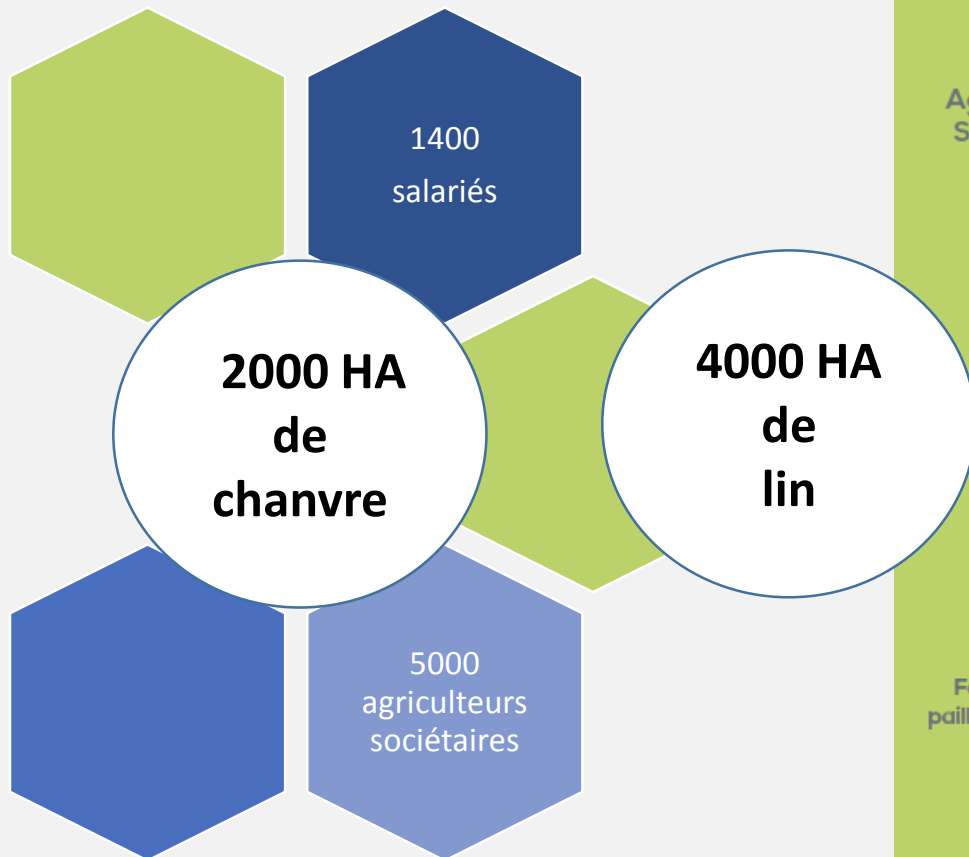 1400
salariés
2000 HA
de
chanvre
4000 HA
de
lin
5000
agriculteurs
sociétaires